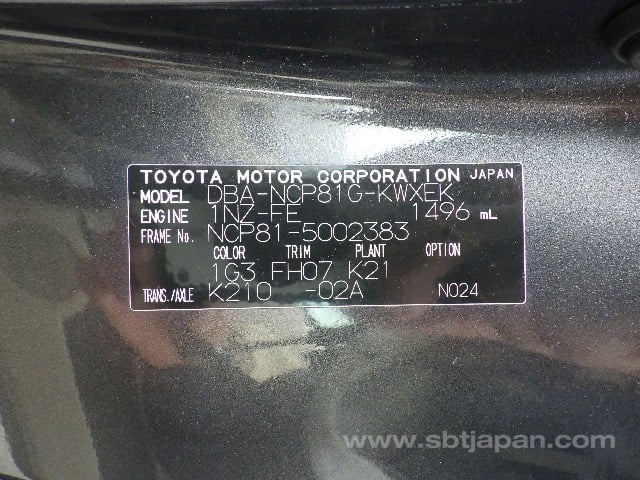 TOYOTA MOTOR CORPORATION JAPAN
MODEL DBA-NCP81G-KWXEK
ENGINE 1NZ-FE 1496 mL
FRAME No. NCP81-5002383
COLOR TRIM PLANT OPTION
1G3 FH07 K21
TRANS./AXLE K210 -02A N024
www.sbtjapan.com